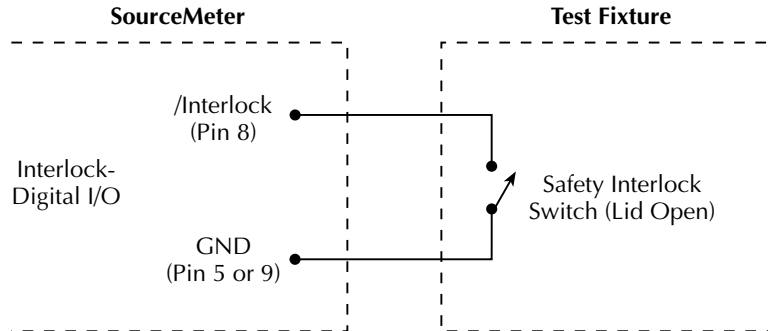 SourceMeter
Test Fixture
/Interlock
(Pin 8)
Interlock-
Digital I/O
Safety Interlock
Switch (Lid Open)
GND
(Pin 5 or 9)